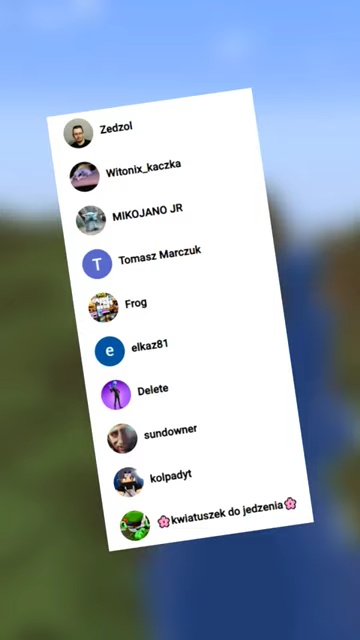 Zedzol
Witonix_kaczka
MIKOJANO JR
T
Tomasz Marczuk
Frog
e
elkaz81
Delete
sundowner
kolpadyt
🌸kwiatuszek do jedzenia🌸